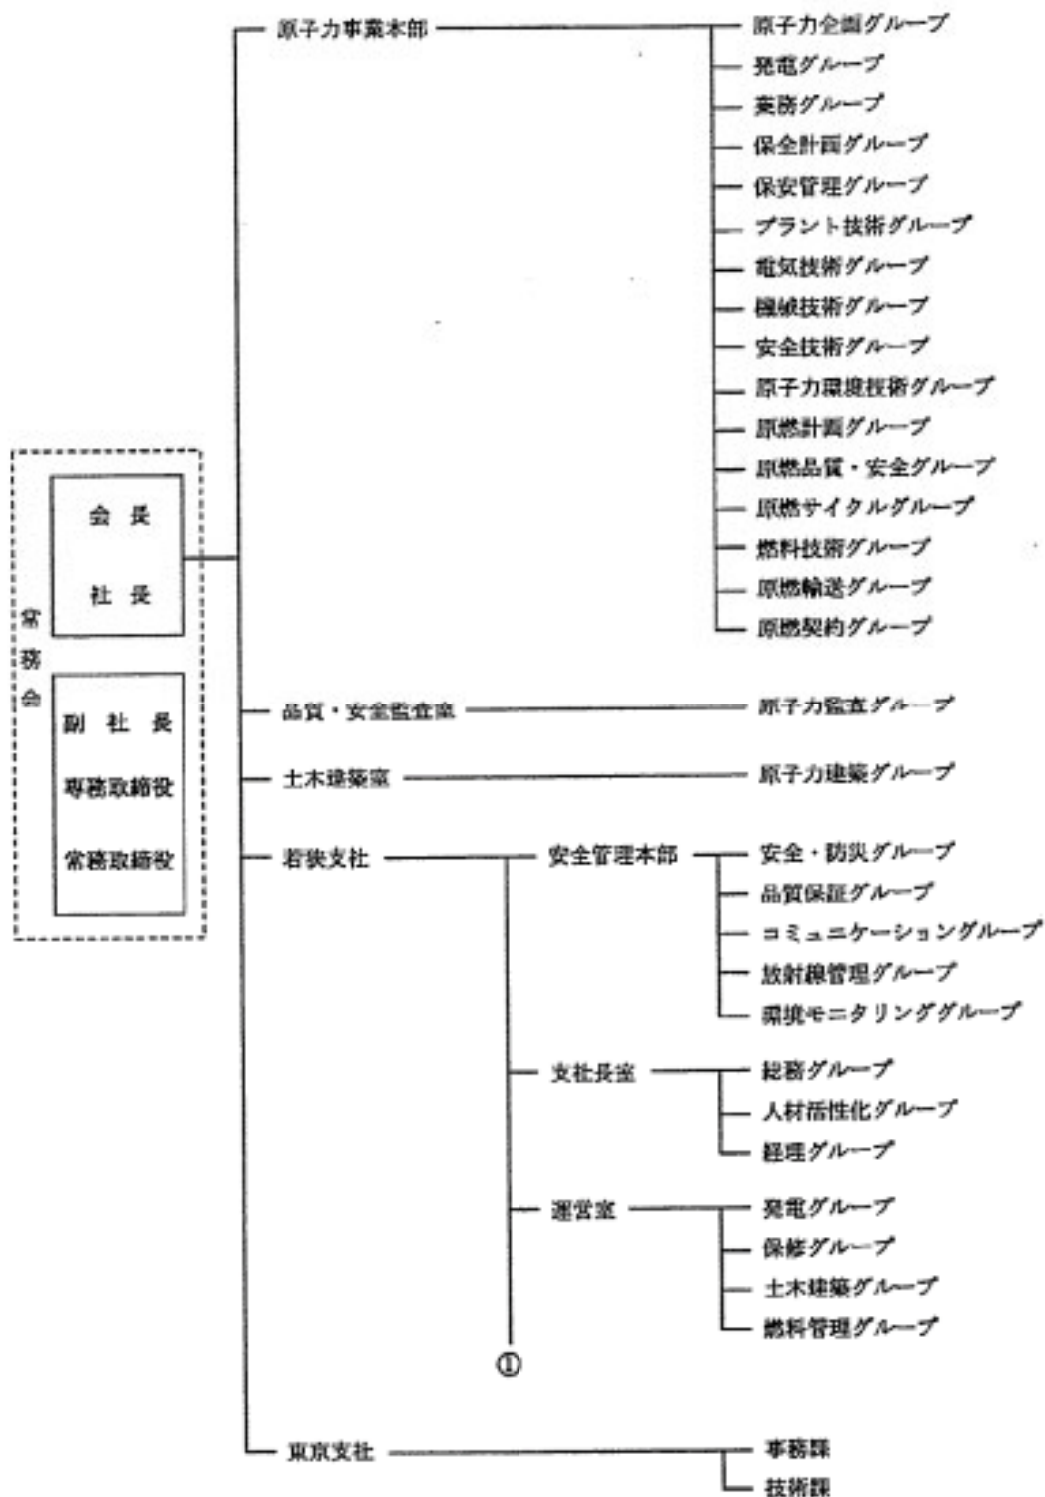 原子力事業本部
原子力企画グループ
発電グループ
業務グループ
保全計画グループ
保安管理グループ
プラント技術グループ
電気技術グループ
機械技術グループ
安全技術グループ
原子力環境技術グループ
原燃計画グループ
原燃品質・安全グループ
原燃サイクルグループ
燃料技術グループ
原燃輸送グループ
原燃契約グループ
常務会
会長
社長
副社長
専務取締役
常務取締役
品質・安全監査室
原子力監査グループ
土木建築室
原子力建築グループ
若狭支社
安全管理本部
安全・防災グループ
品質保証グループ
コミュニケーショングループ
放射線管理グループ
環境モニタリンググループ
支社長室
総務グループ
人材活性化グループ
経理グループ
運営室
発電グループ
保修グループ
土木建築グループ
燃料管理グループ
①
東京支社
事務課
技術課